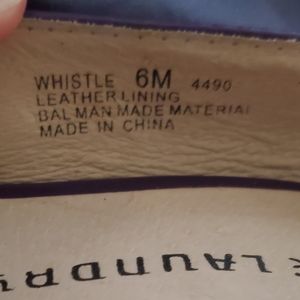 WHISTLE 6M 4490
LEATHER LINING
BAL MAN MADE MATERIAL
MADE IN CHINA
LAUNDRY